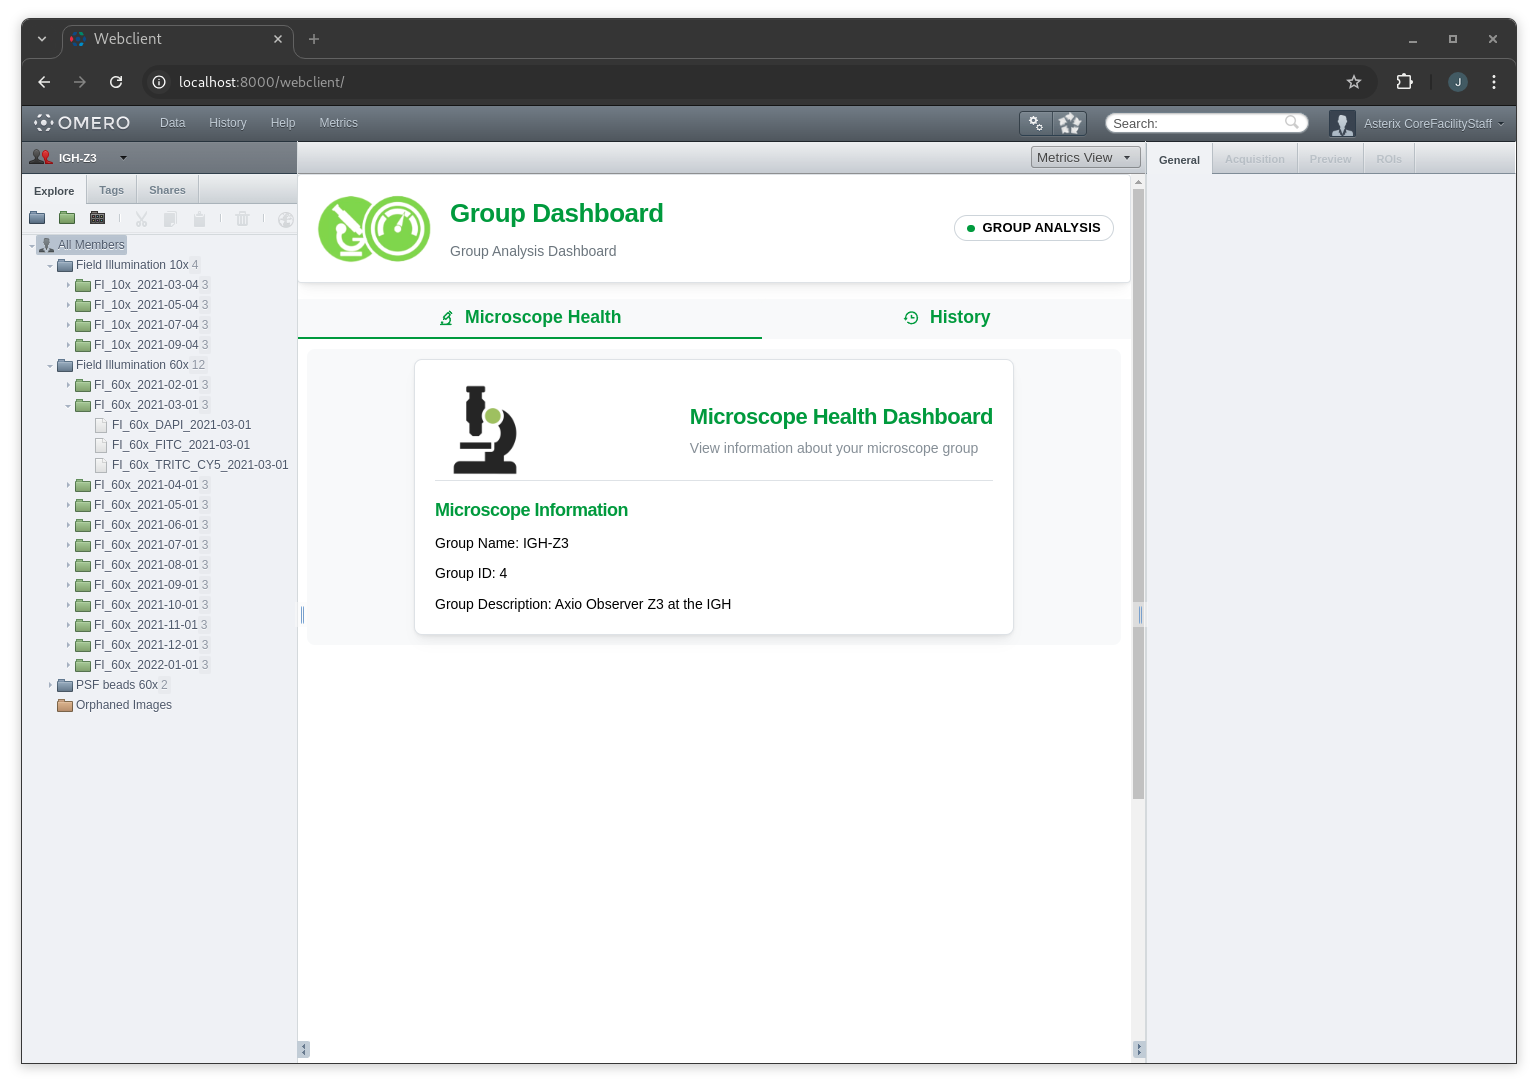 Webclient
localhost:8000/webclient/
J
OMERO
Data
History
Help
Metrics
Search:
Asterix CoreFacilityStaff
IGH-Z3
Metrics View
General
Acquisition
Preview
ROIs
Explore
Tags
Shares
All Members
Field Illumination 10x 4
FI_10x_2021-03-04 3
FI_10x_2021-05-04 3
FI_10x_2021-07-04 3
FI_10x_2021-09-04 3
Field Illumination 60x 12
FI_60x_2021-02-01 3
FI_60x_2021-03-01 3
FI_60x_DAPI_2021-03-01
FI_60x_FITC_2021-03-01
FI_60x_TRITC_CY5_2021-03-01
FI_60x_2021-04-01 3
FI_60x_2021-05-01 3
FI_60x_2021-06-01 3
FI_60x_2021-07-01 3
FI_60x_2021-08-01 3
FI_60x_2021-09-01 3
FI_60x_2021-10-01 3
FI_60x_2021-11-01 3
FI_60x_2021-12-01 3
FI_60x_2022-01-01 3
PSF beads 60x 2
Orphaned Images
Group Dashboard
Group Analysis Dashboard
GROUP ANALYSIS
Microscope Health
History
Microscope Health Dashboard
View information about your microscope group
Microscope Information
Group Name: IGH-Z3
Group ID: 4
Group Description: Axio Observer Z3 at the IGH